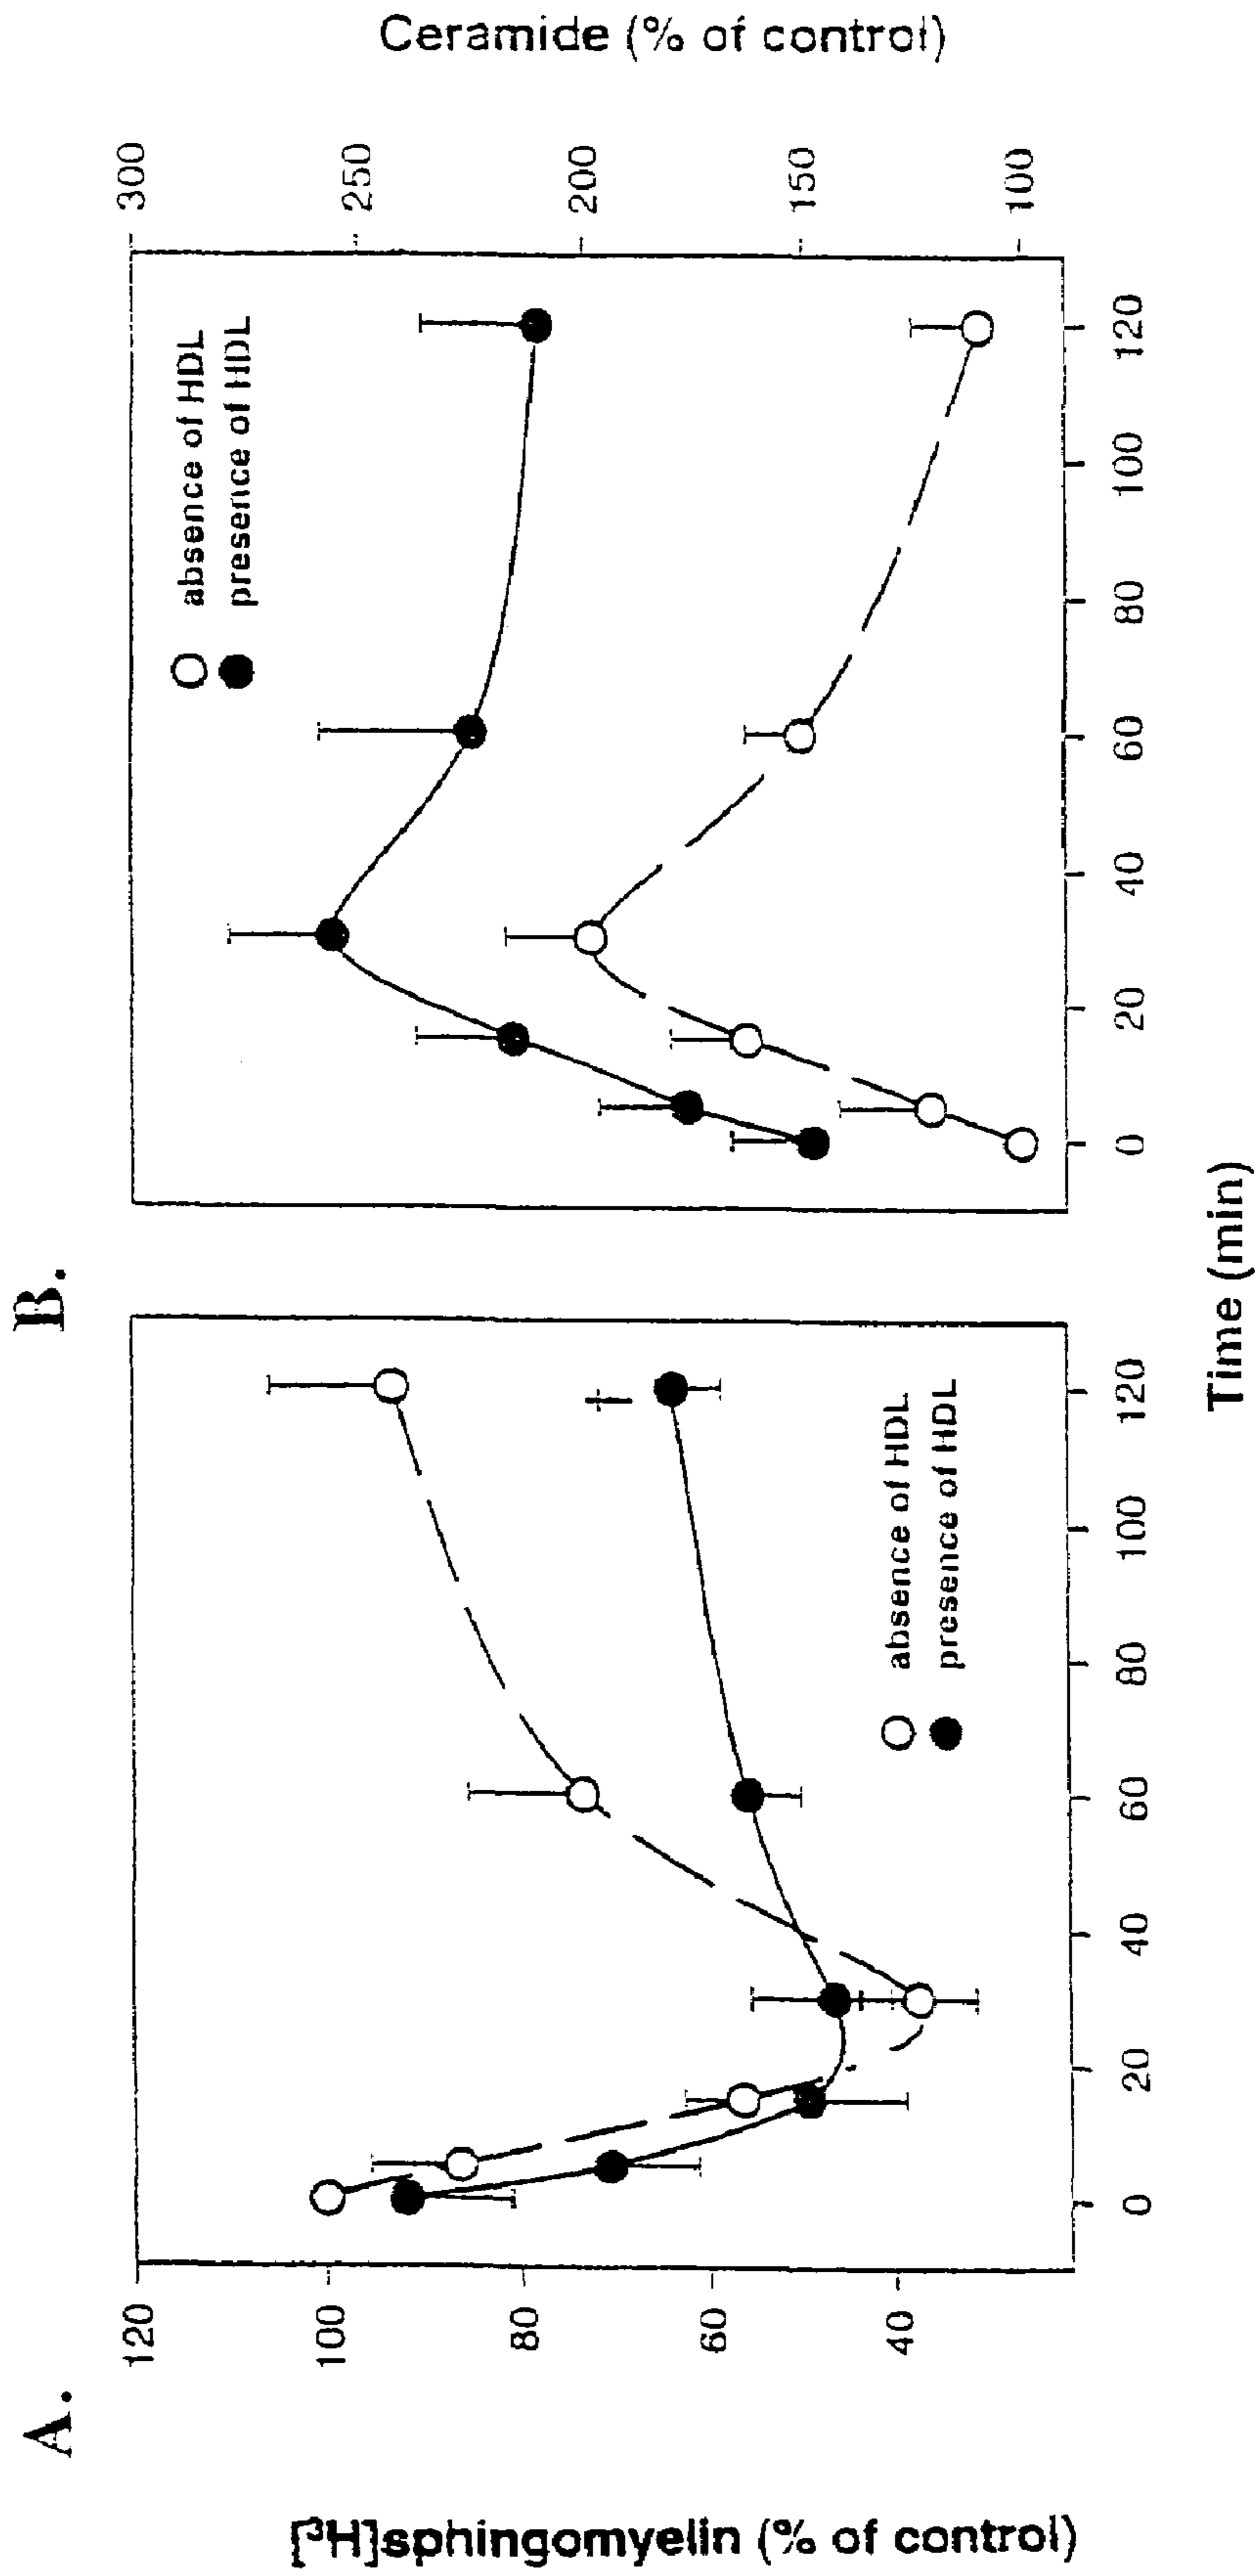 A.
[³H]sphingomyelin (% of control)
120
100
80
60
40
†
absence of HDL
presence of HDL
0 20 40 60 80 100 120
B.
absence of HDL
presence of HDL
0 20 40 60 80 100 120
300
250
200
150
100
Ceramide (% of control)
Time (min)